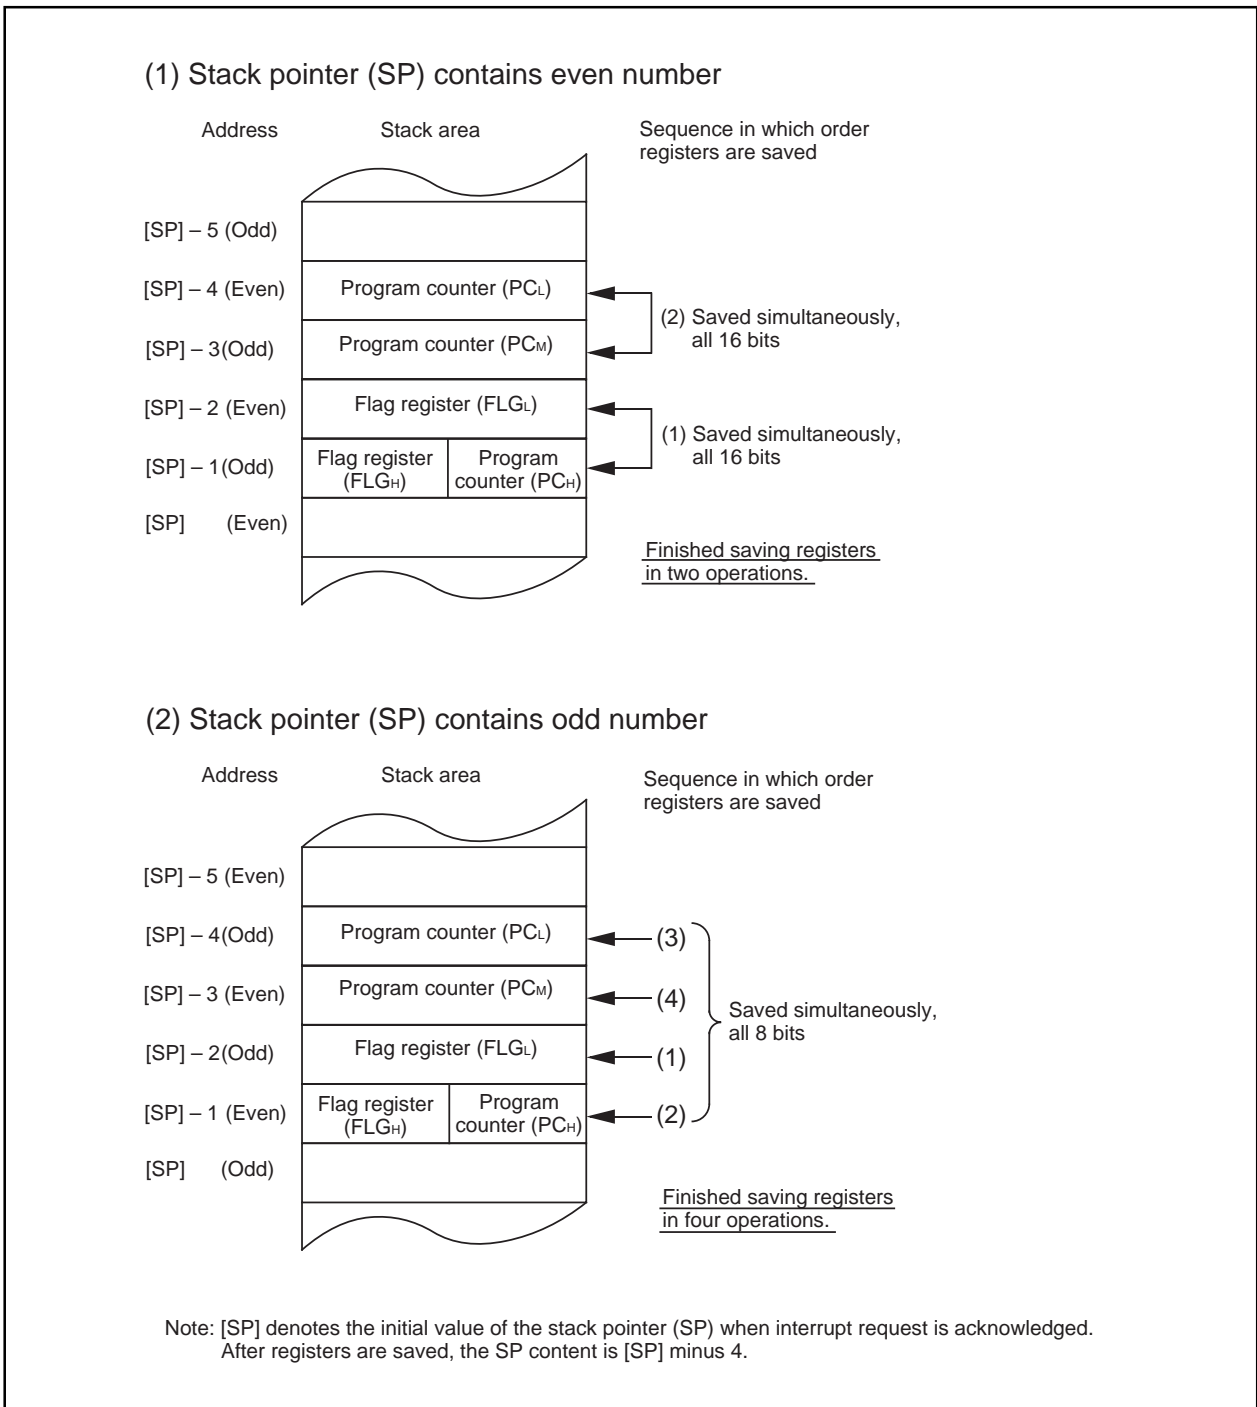 (1) Stack pointer (SP) contains even number
Address
Stack area
Sequence in which order
registers are saved
[SP] – 5 (Odd)
[SP] – 4 (Even)
Program counter (PCL)
[SP] – 3(Odd)
Program counter (PCM)
(2) Saved simultaneously,
all 16 bits
[SP] – 2 (Even)
Flag register (FLGL)
[SP] – 1(Odd)
Flag register
(FLGH)
Program
counter (PCH)
(1) Saved simultaneously,
all 16 bits
[SP] (Even)
Finished saving registers
in two operations.
(2) Stack pointer (SP) contains odd number
Address
Stack area
Sequence in which order
registers are saved
[SP] – 5 (Even)
[SP] – 4(Odd)
Program counter (PCL)
(3)
[SP] – 3 (Even)
Program counter (PCM)
(4)
Saved simultaneously,
all 8 bits
[SP] – 2(Odd)
Flag register (FLGL)
(1)
[SP] – 1 (Even)
Flag register
(FLGH)
Program
counter (PCH)
(2)
[SP] (Odd)
Finished saving registers
in four operations.
Note: [SP] denotes the initial value of the stack pointer (SP) when interrupt request is acknowledged.
After registers are saved, the SP content is [SP] minus 4.